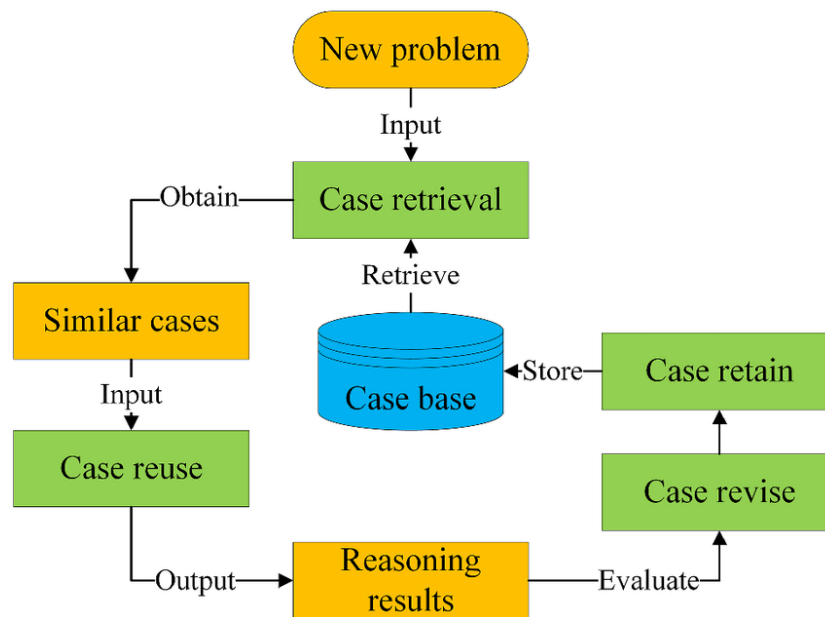 New problem
Input
Case retrieval
Obtain
Retrieve
Similar cases
Case base
Store
Case retain
Input
Case reuse
Case revise
Output
Reasoning
results
Evaluate